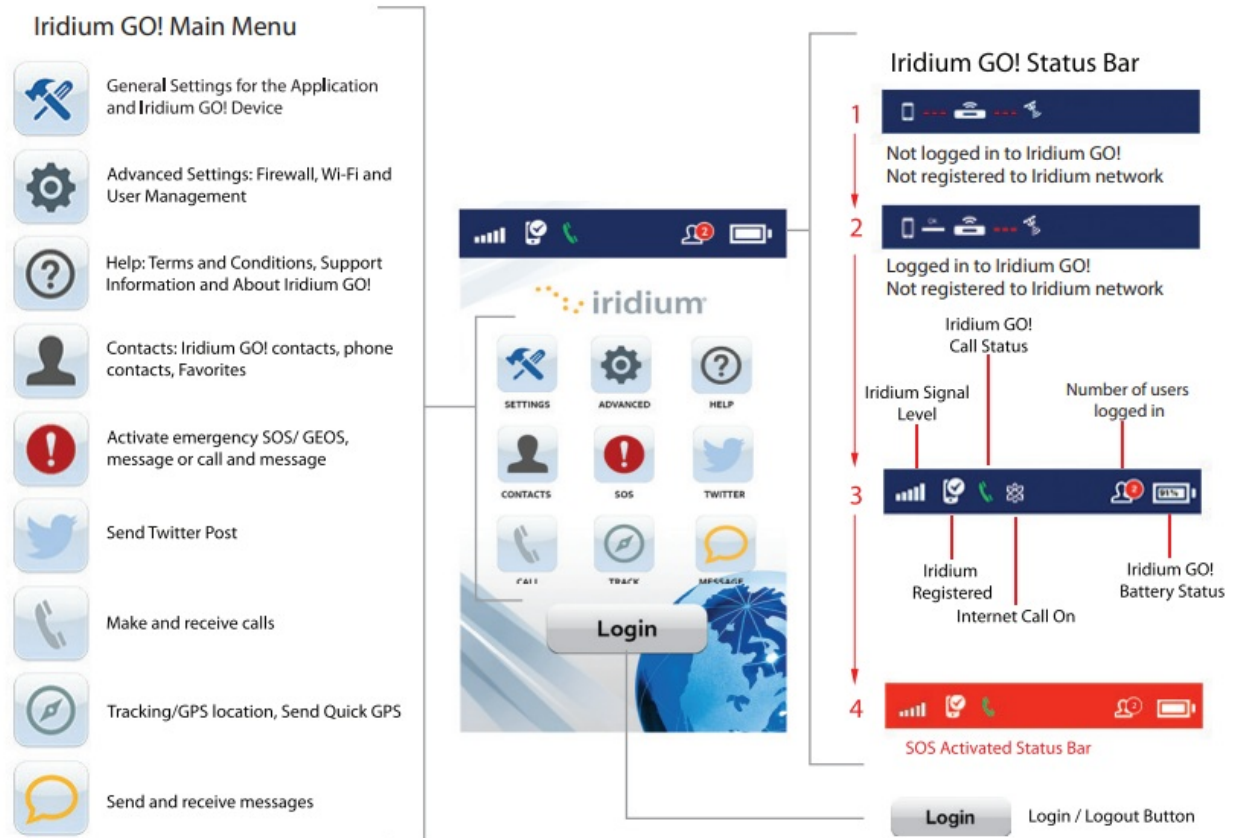 Iridium GO! Main Menu
General Settings for the Application
and Iridium GO! Device
Advanced Settings: Firewall, Wi-Fi and
User Management
Help: Terms and Conditions, Support
Information and About Iridium GO!
Contacts: Iridium GO! contacts, phone
contacts, Favorites
Activate emergency SOS/ GEOS,
message or call and message
Send Twitter Post
Make and receive calls
Tracking/GPS location, Send Quick GPS
Send and receive messages
2
iridium
SETTINGS
ADVANCED
HELP
CONTACTS
SOS
TWITTER
CALL
TRACK
MESSAGE
Login
Iridium GO! Status Bar
1
Not logged in to Iridium GO!
Not registered to Iridium network
2
OK
Logged in to Iridium GO!
Not registered to Iridium network
Iridium GO!
Call Status
Iridium Signal
Level
Number of users
logged in
3
2
91%
Iridium
Registered
Internet Call On
Iridium GO!
Battery Status
4
2
SOS Activated Status Bar
Login
Login / Logout Button